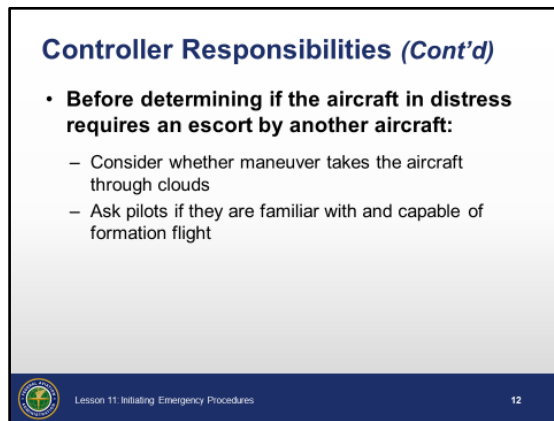 Controller Responsibilities (Cont'd)
• Before determining if the aircraft in distress
requires an escort by another aircraft:
– Consider whether maneuver takes the aircraft
through clouds
– Ask pilots if they are familiar with and capable of
formation flight
Lesson 11: Initiating Emergency Procedures
12